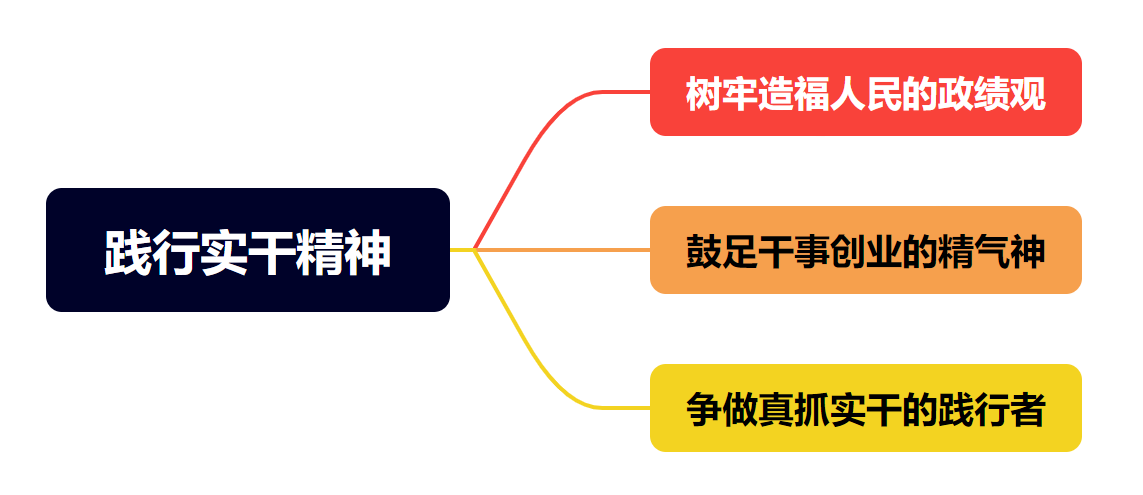 践行实干精神
树牢造福人民的政绩观
鼓足干事创业的精气神
争做真抓实干的践行者